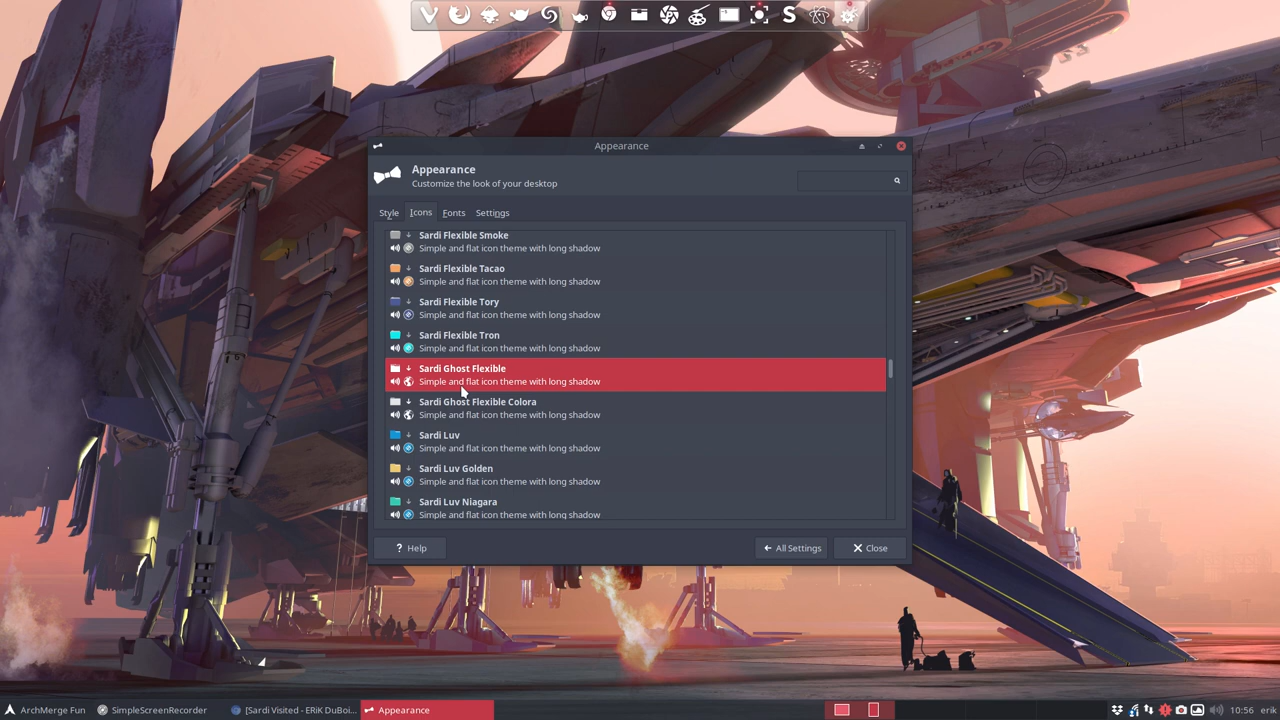 Appearance
Appearance
Customize the look of your desktop
Style Icons Fonts Settings
Sardi Flexible Smoke
Simple and flat icon theme with long shadow
Sardi Flexible Tacao
Simple and flat icon theme with long shadow
Sardi Flexible Tory
Simple and flat icon theme with long shadow
Sardi Flexible Tron
Simple and flat icon theme with long shadow
Sardi Ghost Flexible
Simple and flat icon theme with long shadow
Sardi Ghost Flexible Colora
Simple and flat icon theme with long shadow
Sardi Luv
Simple and flat icon theme with long shadow
Sardi Luv Golden
Simple and flat icon theme with long shadow
Sardi Luv Niagara
Simple and flat icon theme with long shadow
? Help All Settings Close
ArchMerge Fun SimpleScreenRecorder [Sardi Visited - ERiK DuBoi... Appearance 10:56 erik